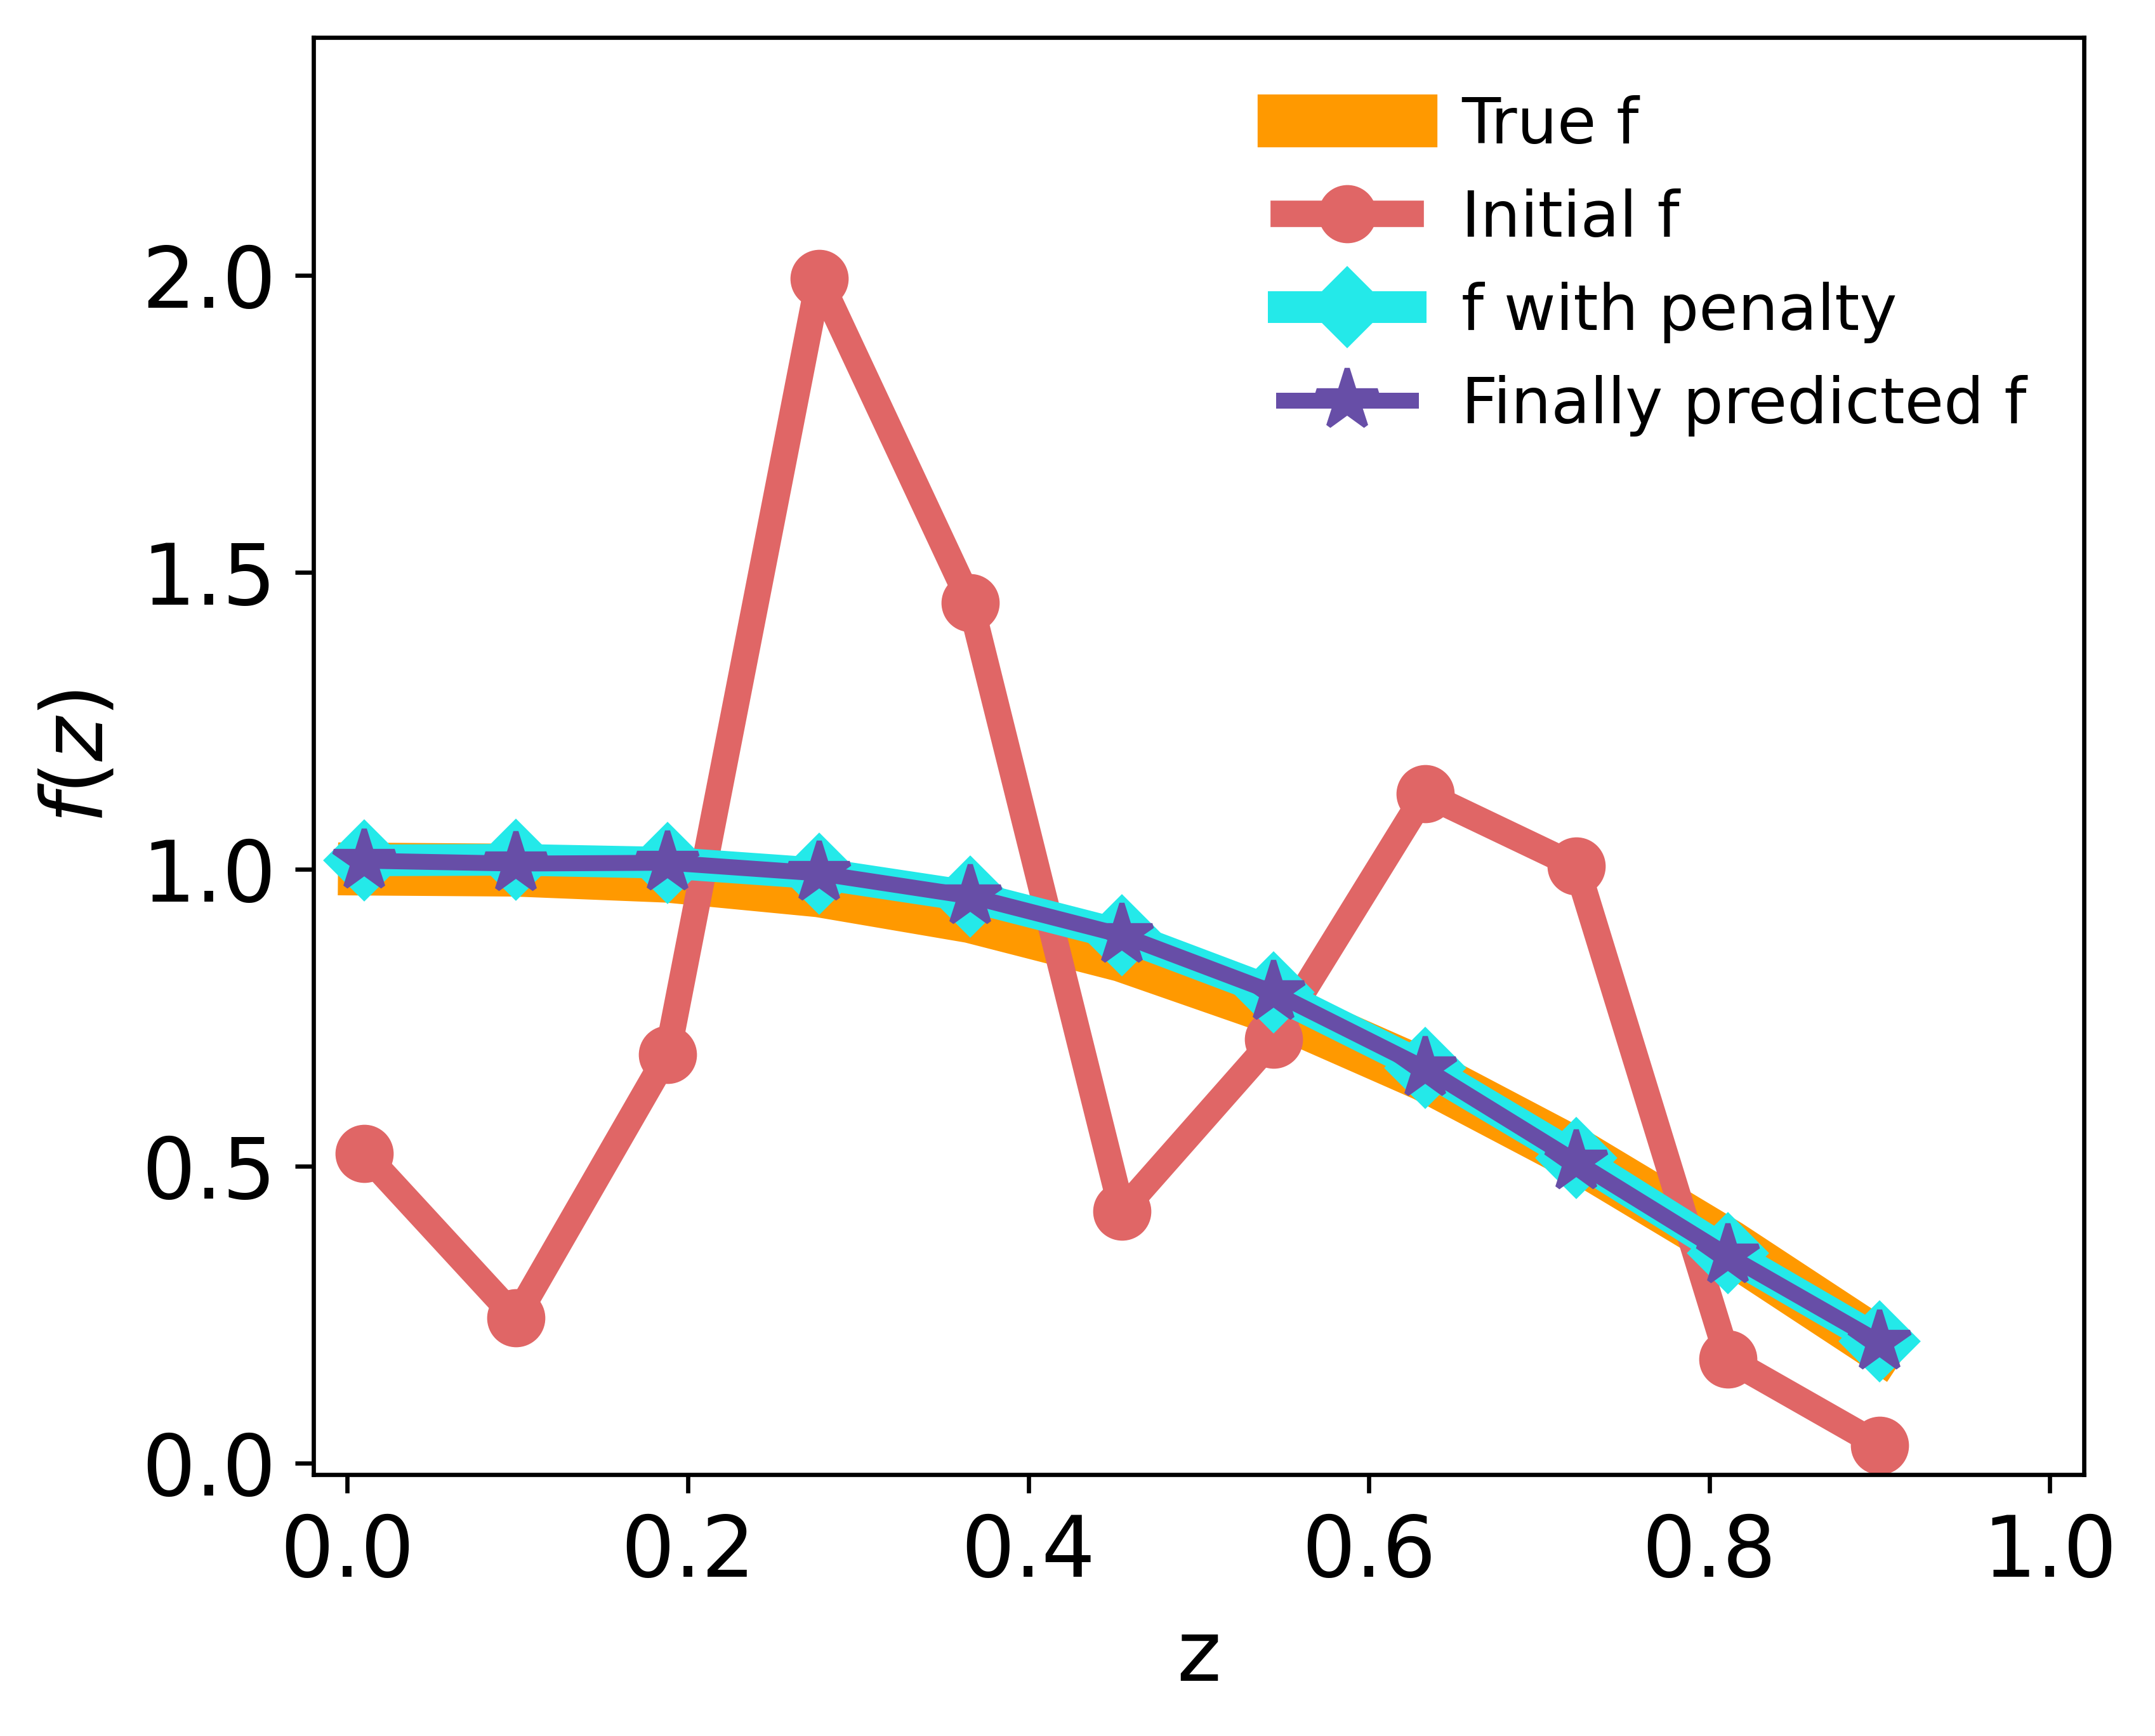 True f
Initial f
f with penalty
Finally predicted f
2.0
1.5
1.0
0.5
0.0
f(z)
0.0 0.2 0.4 0.6 0.8 1.0
z